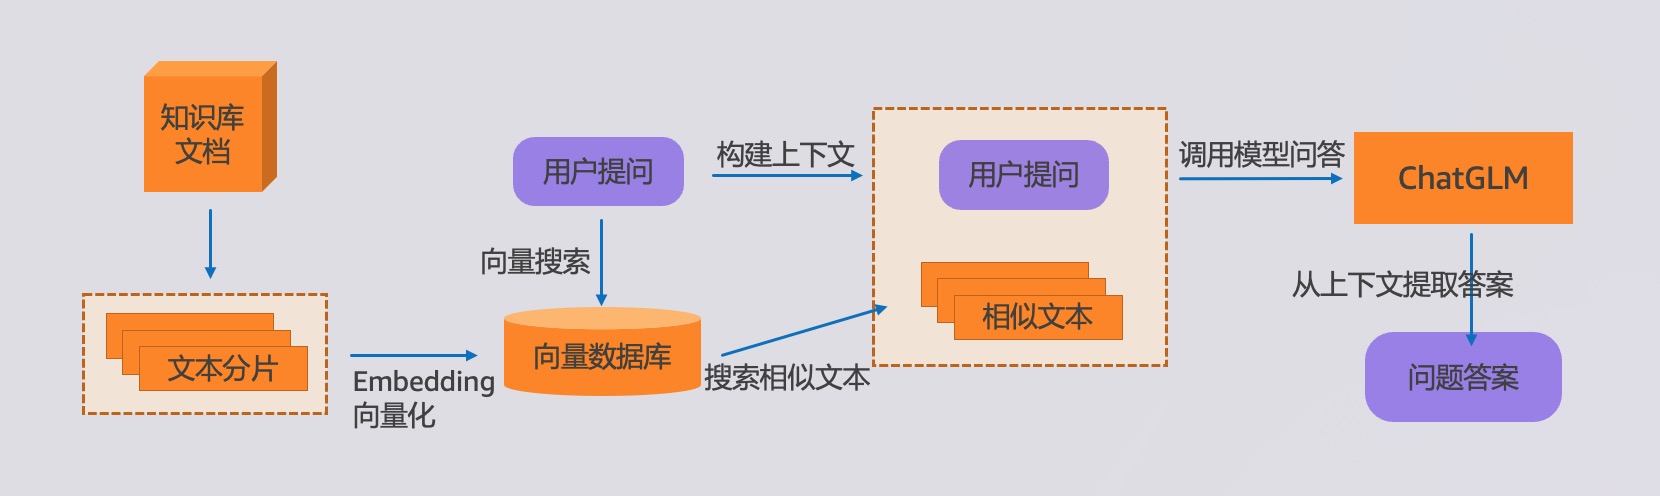 知识库
文档
文本分片
Embedding
向量化
用户提问
向量搜索
向量数据库
构建上下文
搜索相似文本
用户提问
相似文本
调用模型问答
ChatGLM
从上下文提取答案
问题答案